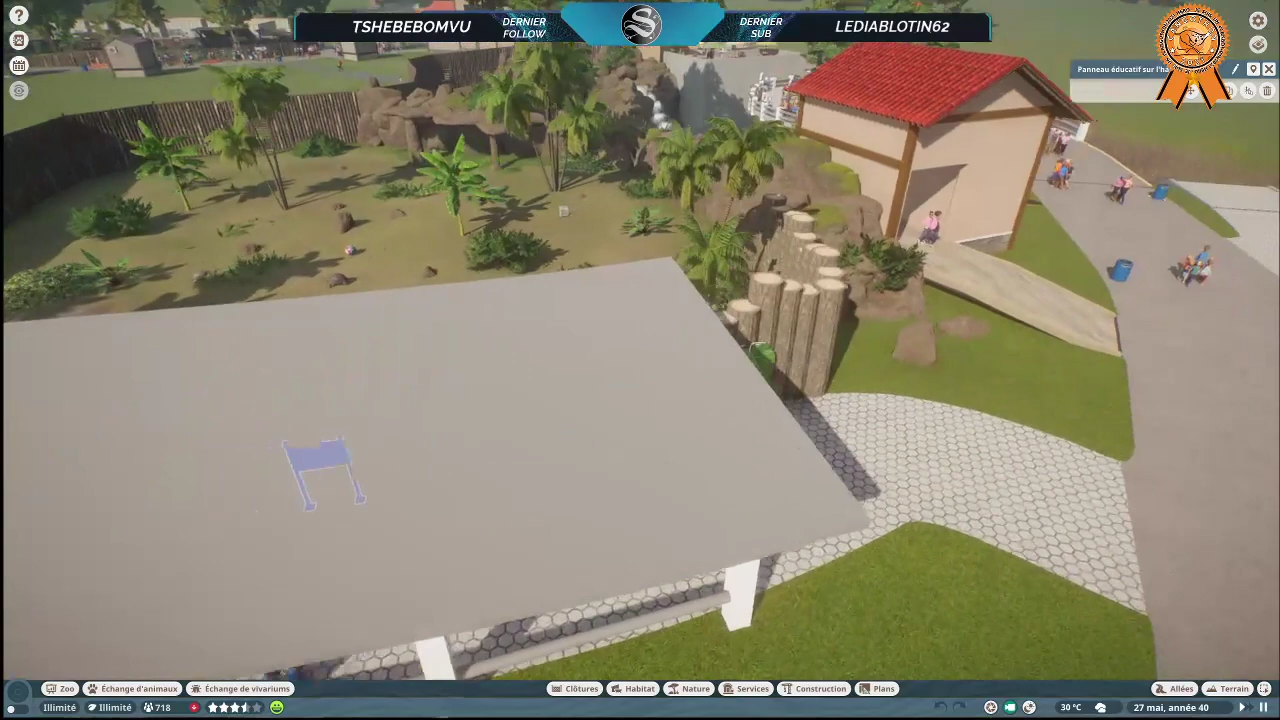 TSHEBEBOMVU
DERNIER
FOLLOW
DERNIER
SUB
LEDIABLOTIN62
Panneau éducatif sur l'ha
Zoo
Échange d'animaux
Échange de vivariums
Clôtures
Habitat
Nature
Services
Construction
Plans
Allées
Terrain
Illimité
Illimité
718
30 °C
27 mai, année 40